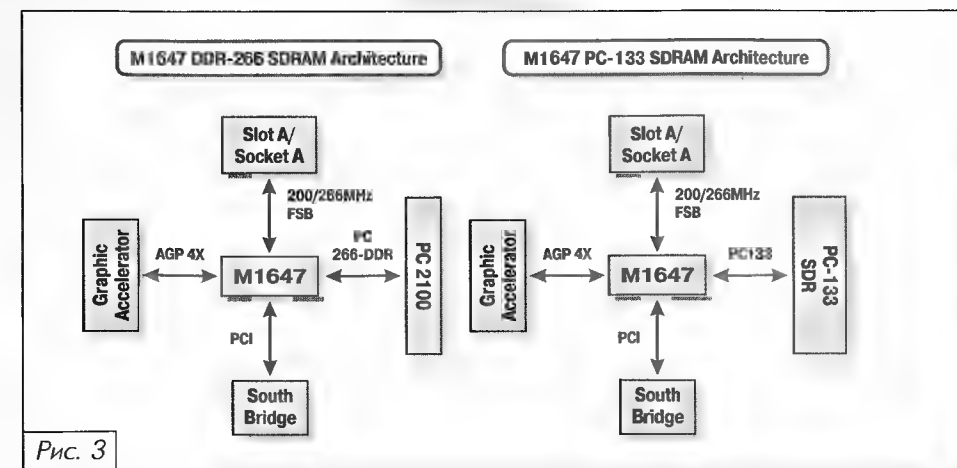 M1647 DDR-266 SDRAM Architecture
Slot A/
Socket A
200/266MHz
FSB
Graphic
Accelerator
AGP 4X
M1647
PC
266-DDR
PC 2100
PCI
South
Bridge
M1647 PC-133 SDRAM Architecture
Slot A/
Socket A
200/266MHz
FSB
Graphic
Accelerator
AGP 4X
M1647
PC133
PC-133
SDR
PCI
South
Bridge
Рис. 3